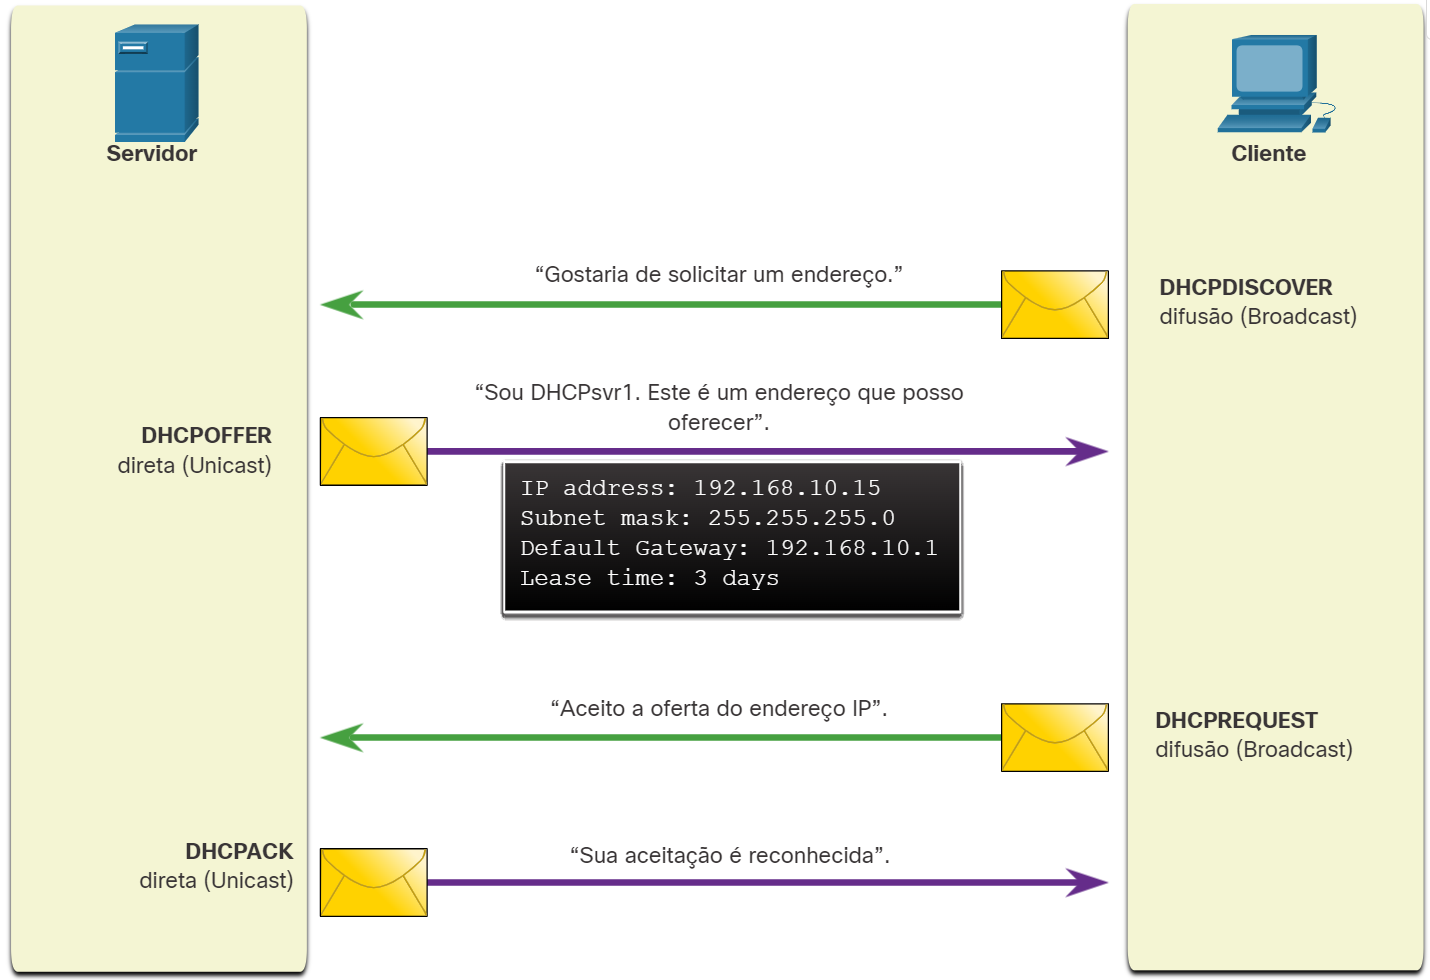 Servidor
Cliente
“Gostaria de solicitar um endereço.”
DHCPDISCOVER
difusão (Broadcast)
“Sou DHCPsvr1. Este é um endereço que posso
oferecer”.
DHCPOFFER
direta (Unicast)
IP address: 192.168.10.15
Subnet mask: 255.255.255.0
Default Gateway: 192.168.10.1
Lease time: 3 days
“Aceito a oferta do endereço IP”.
DHCPREQUEST
difusão (Broadcast)
DHCPACK
direta (Unicast)
“Sua aceitação é reconhecida”.